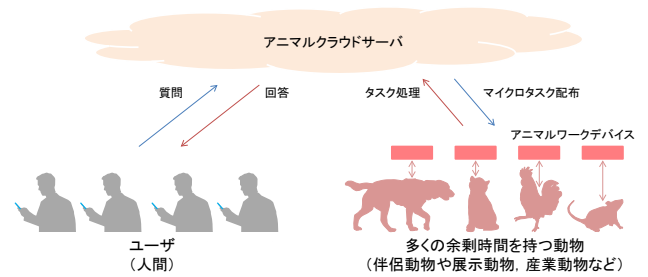 アニマルクラウドサーバ
質問
回答
タスク処理
マイクロタスク配布
アニマルワークデバイス
ユーザ
（人間）
多くの余剰時間を持つ動物
（伴侶動物や展示動物，産業動物など）